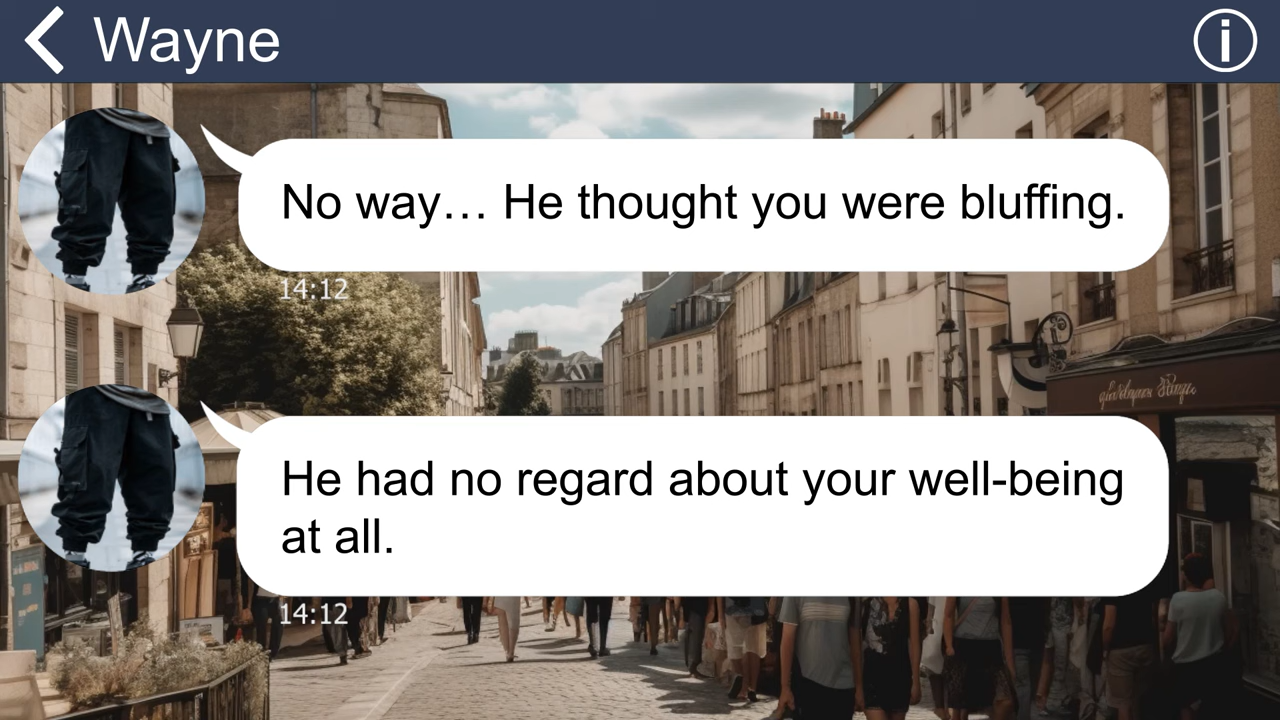 Wayne
No way… He thought you were bluffing.
14:12
He had no regard about your well-being
at all.
14:12